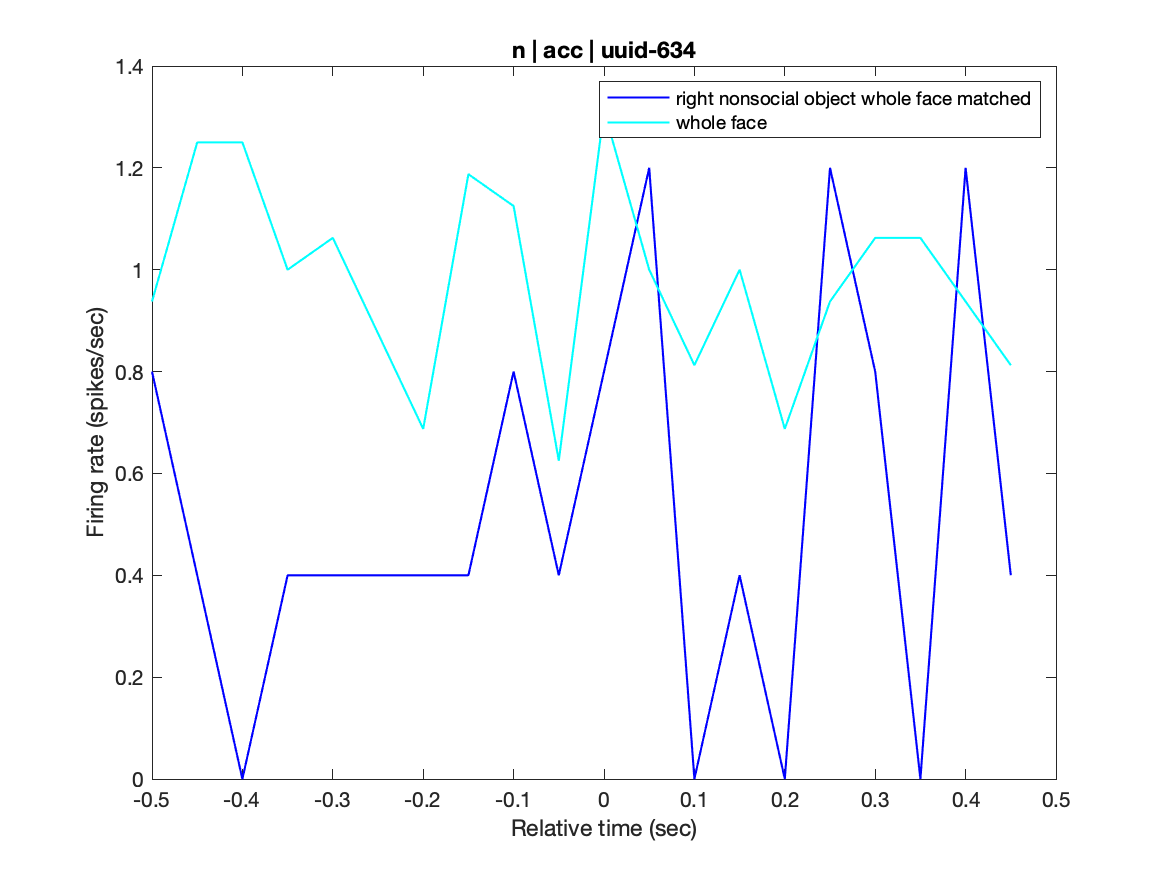 n | acc | uuid-634
right nonsocial object whole face matched
whole face
1.4
1.2
1
0.8
0.6
0.4
0.2
0
Firing rate (spikes/sec)
-0.5 -0.4 -0.3 -0.2 -0.1 0 0.1 0.2 0.3 0.4 0.5
Relative time (sec)